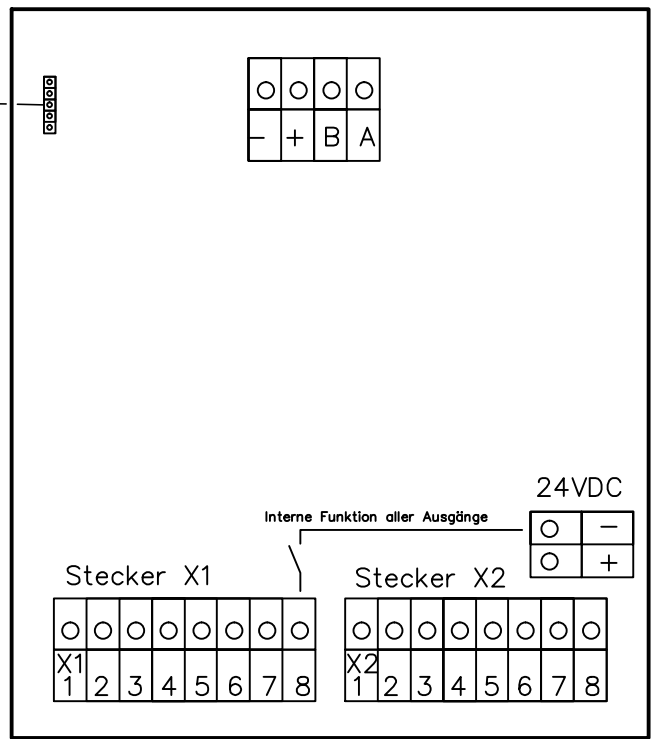 - + B A
24VDC
Interne Funktion aller Ausgänge
-
+
Stecker X1
Stecker X2
X1
1 2 3 4 5 6 7 8
X2
1 2 3 4 5 6 7 8